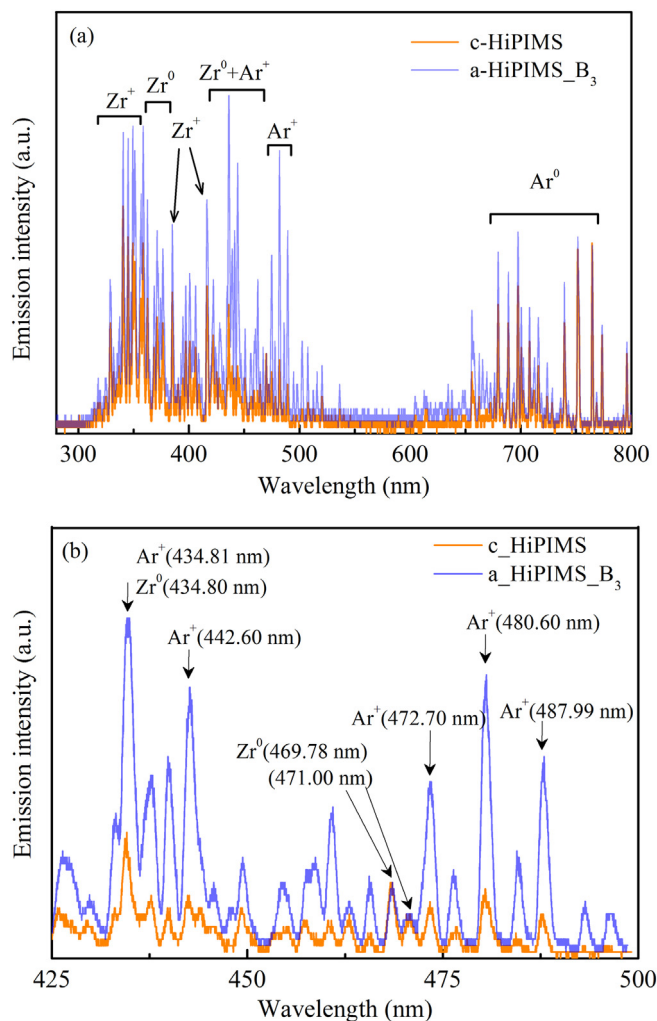 (a)
c-HiPIMS
a-HiPIMS_B₃
Zr⁺
Zr⁰
Zr⁰+Ar⁺
Zr⁺
Ar⁺
Ar⁰
Emission intensity (a.u.)
300 400 500 600 700 800
Wavelength (nm)
(b)
c_HiPIMS
a_HiPIMS_B₃
Ar⁺(434.81 nm)
Zr⁰(434.80 nm)
Ar⁺(442.60 nm)
Ar⁺(480.60 nm)
Ar⁺(472.70 nm)
Ar⁺(487.99 nm)
Zr⁰(469.78 nm)
(471.00 nm)
Emission intensity (a.u.)
425 450 475 500
Wavelength (nm)